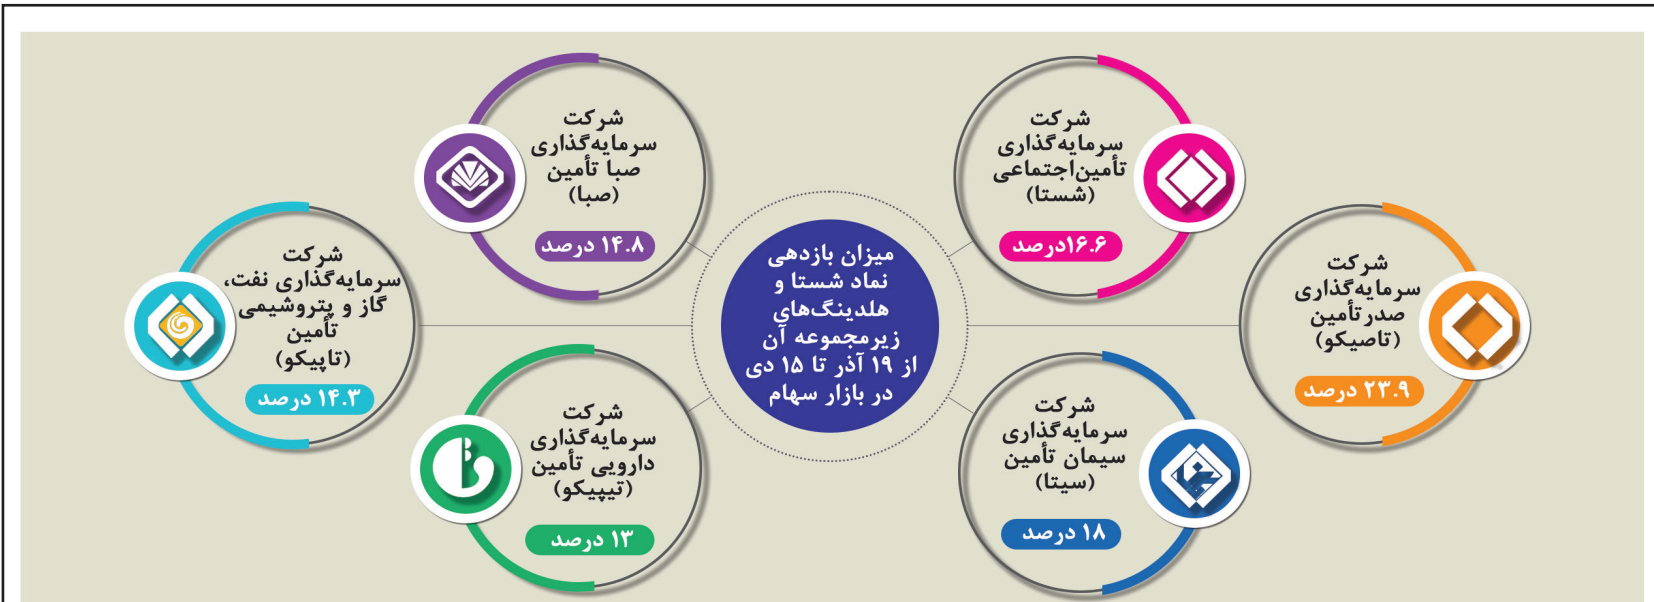 میزان بازدهی
نماد شستا و
هلدینگ‌های
زیرمجموعه آن
از ۱۹ آذر تا ۱۵ دی
در بازار سهام
شرکت
سرمایه‌گذاری
تأمین‌اجتماعی
(شستا)
۱۶.۶درصد
شرکت
سرمایه‌گذاری
صدرتأمین
(تاصیکو)
۲۳.۹ درصد
شرکت
سرمایه‌گذاری
سیمان تأمین
(سیتا)
۱۸ درصد
شرکت
سرمایه‌گذاری
صبا تأمین
(صبا)
۱۴.۸ درصد
شرکت
سرمایه‌گذاری نفت،
گاز و پتروشیمی
تأمین
(تاپیکو)
۱۴.۳ درصد
شرکت
سرمایه‌گذاری
دارویی تأمین
(تیپیکو)
۱۳ درصد